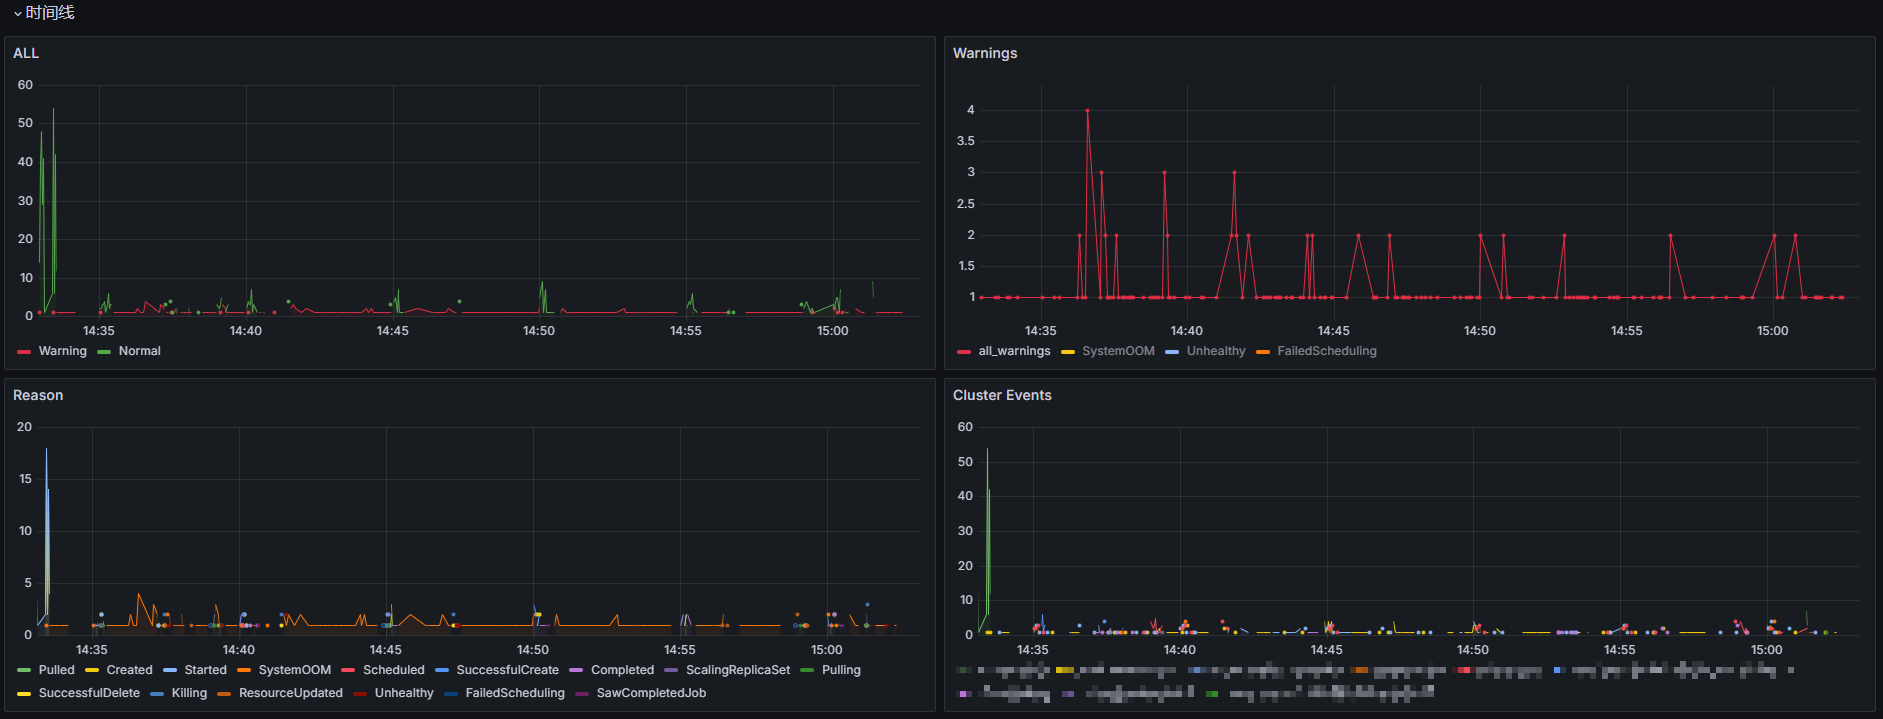 时间线
ALL
60
50
40
30
20
10
0
14:35 14:40 14:45 14:50 14:55 15:00
Warning Normal
Warnings
4
3.5
3
2.5
2
1.5
1
14:35 14:40 14:45 14:50 14:55 15:00
all_warnings SystemOOM Unhealthy FailedScheduling
Reason
20
15
10
5
0
14:35 14:40 14:45 14:50 14:55 15:00
Pulled Created Started SystemOOM Scheduled SuccessfulCreate Completed ScalingReplicaSet Pulling
SuccessfulDelete Killing ResourceUpdated Unhealthy FailedScheduling SawCompletedJob
Cluster Events
60
50
40
30
20
10
0
14:35 14:40 14:45 14:50 14:55 15:00